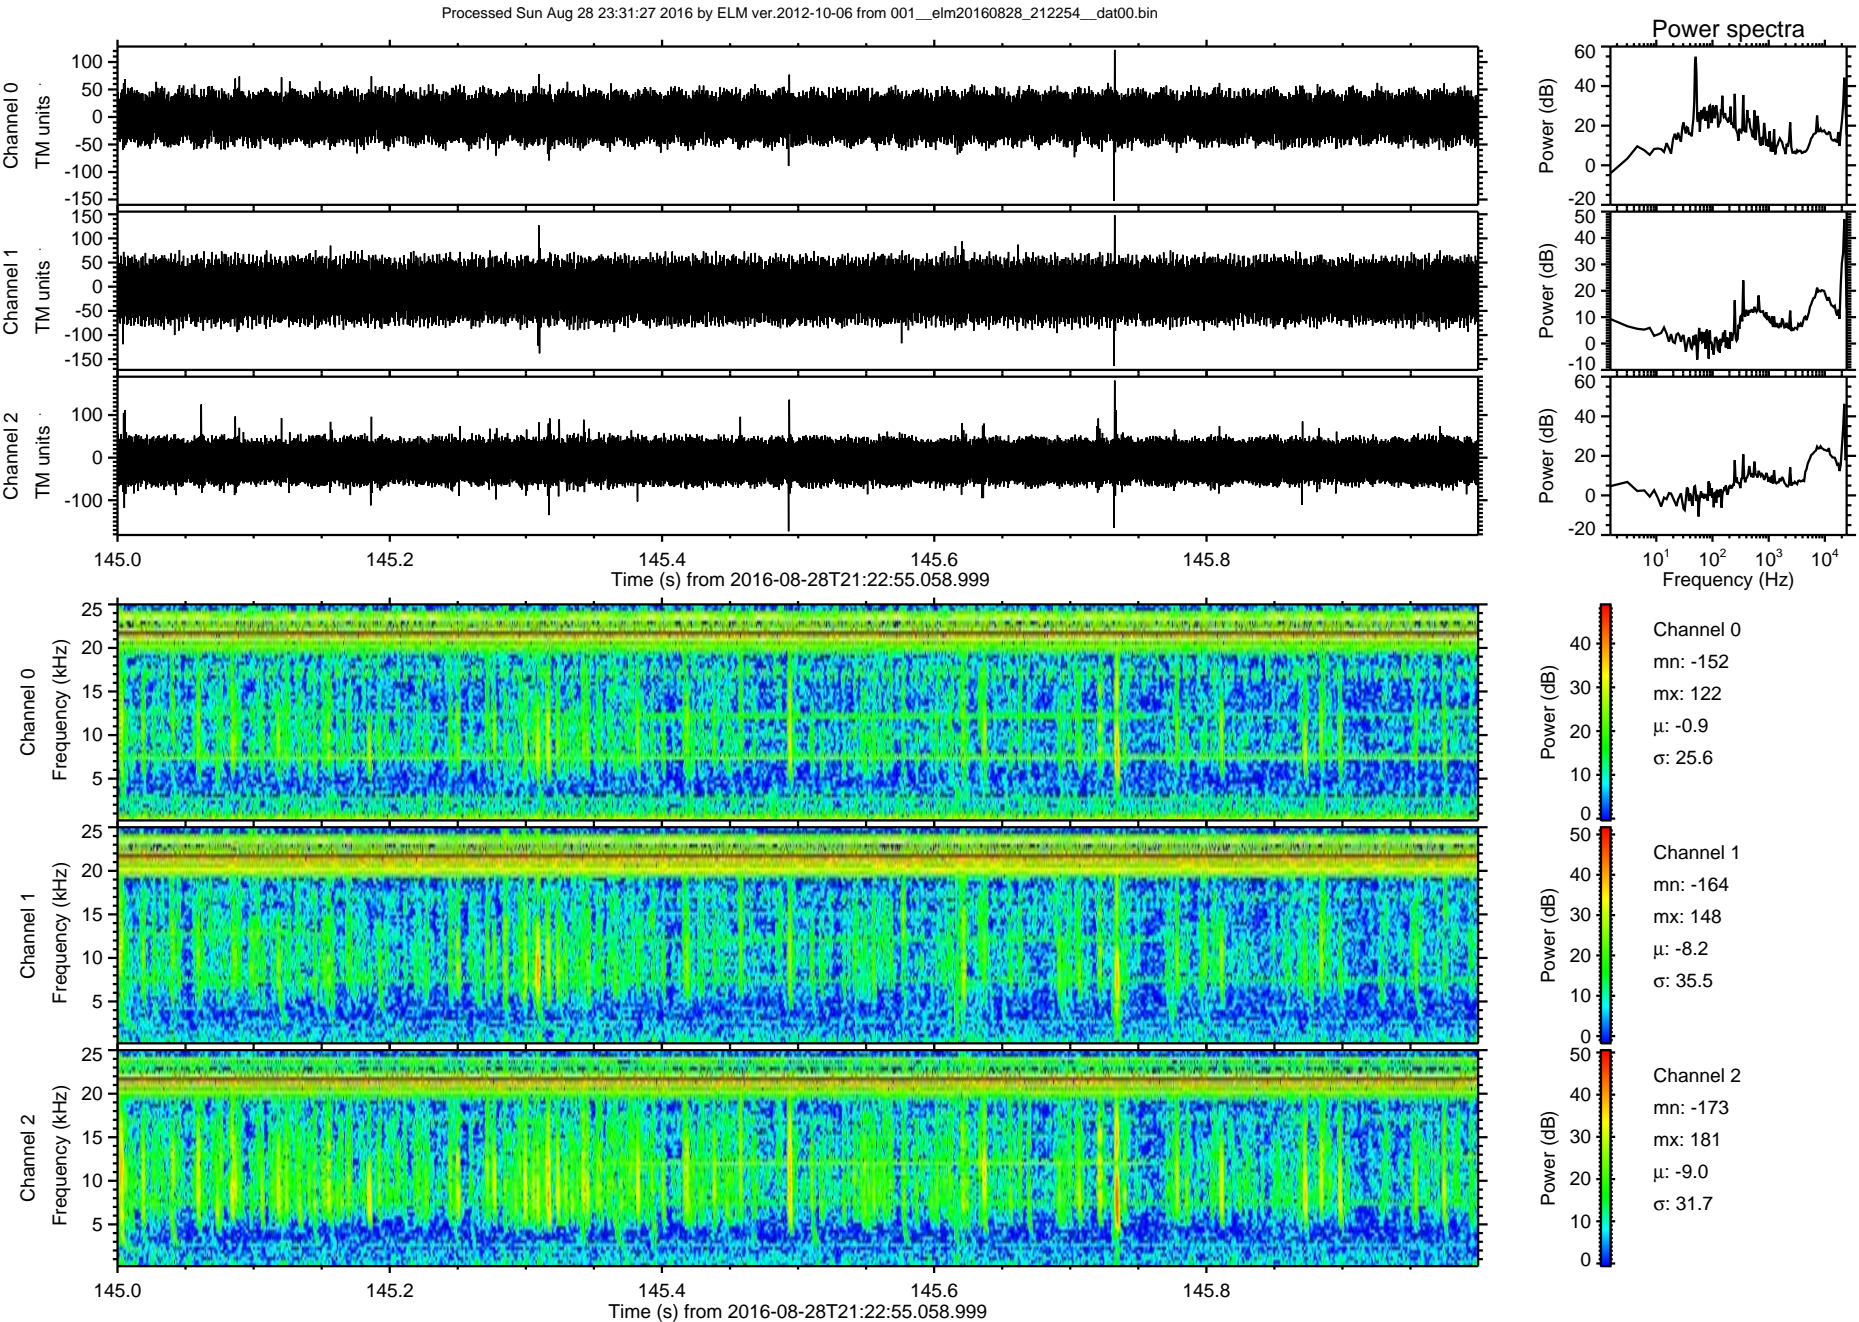 Processed Sun Aug 28 23:31:27 2016 by ELM ver.2012-10-06 from 001__elm20160828_212254__dat00.bin
Power spectra
Channel 0
TM units
100
50
0
-50
-100
-150
Power (dB)
60
40
20
0
-20
Channel 1
TM units
150
100
50
0
-50
-100
-150
Power (dB)
50
40
30
20
10
0
-10
Channel 2
TM units
100
0
-100
Power (dB)
60
40
20
0
-20
145.0 145.2 145.4 145.6 145.8
Time (s) from 2016-08-28T21:22:55.058.999
10^1 10^2 10^3 10^4
Frequency (Hz)
Channel 0
Frequency (kHz)
25
20
15
10
5
Power (dB)
40
30
20
10
0
Channel 0
mn: -152
mx: 122
μ: -0.9
σ: 25.6
Channel 1
Frequency (kHz)
25
20
15
10
5
Power (dB)
50
40
30
20
10
0
Channel 1
mn: -164
mx: 148
μ: -8.2
σ: 35.5
Channel 2
Frequency (kHz)
25
20
15
10
5
Power (dB)
50
40
30
20
10
0
Channel 2
mn: -173
mx: 181
μ: -9.0
σ: 31.7
145.0 145.2 145.4 145.6 145.8
Time (s) from 2016-08-28T21:22:55.058.999